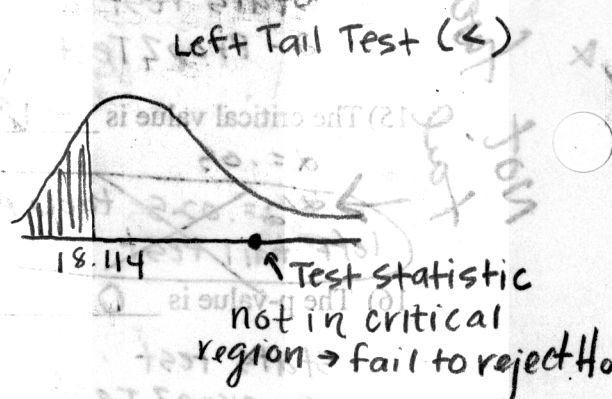 Left Tail Test (<)
18.114
Test statistic
not in critical
region → fail to reject Ho